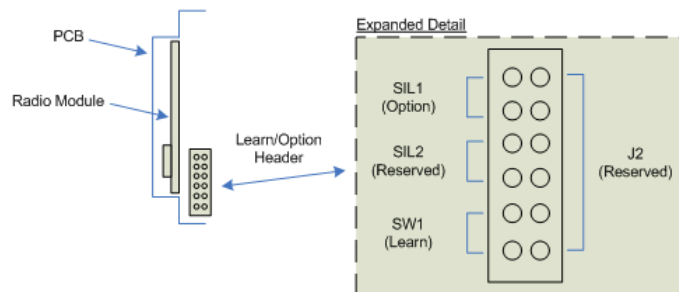 Expanded Detail
PCB
Radio Module
Learn/Option
Header
SIL1
(Option)
SIL2
(Reserved)
SW1
(Learn)
J2
(Reserved)